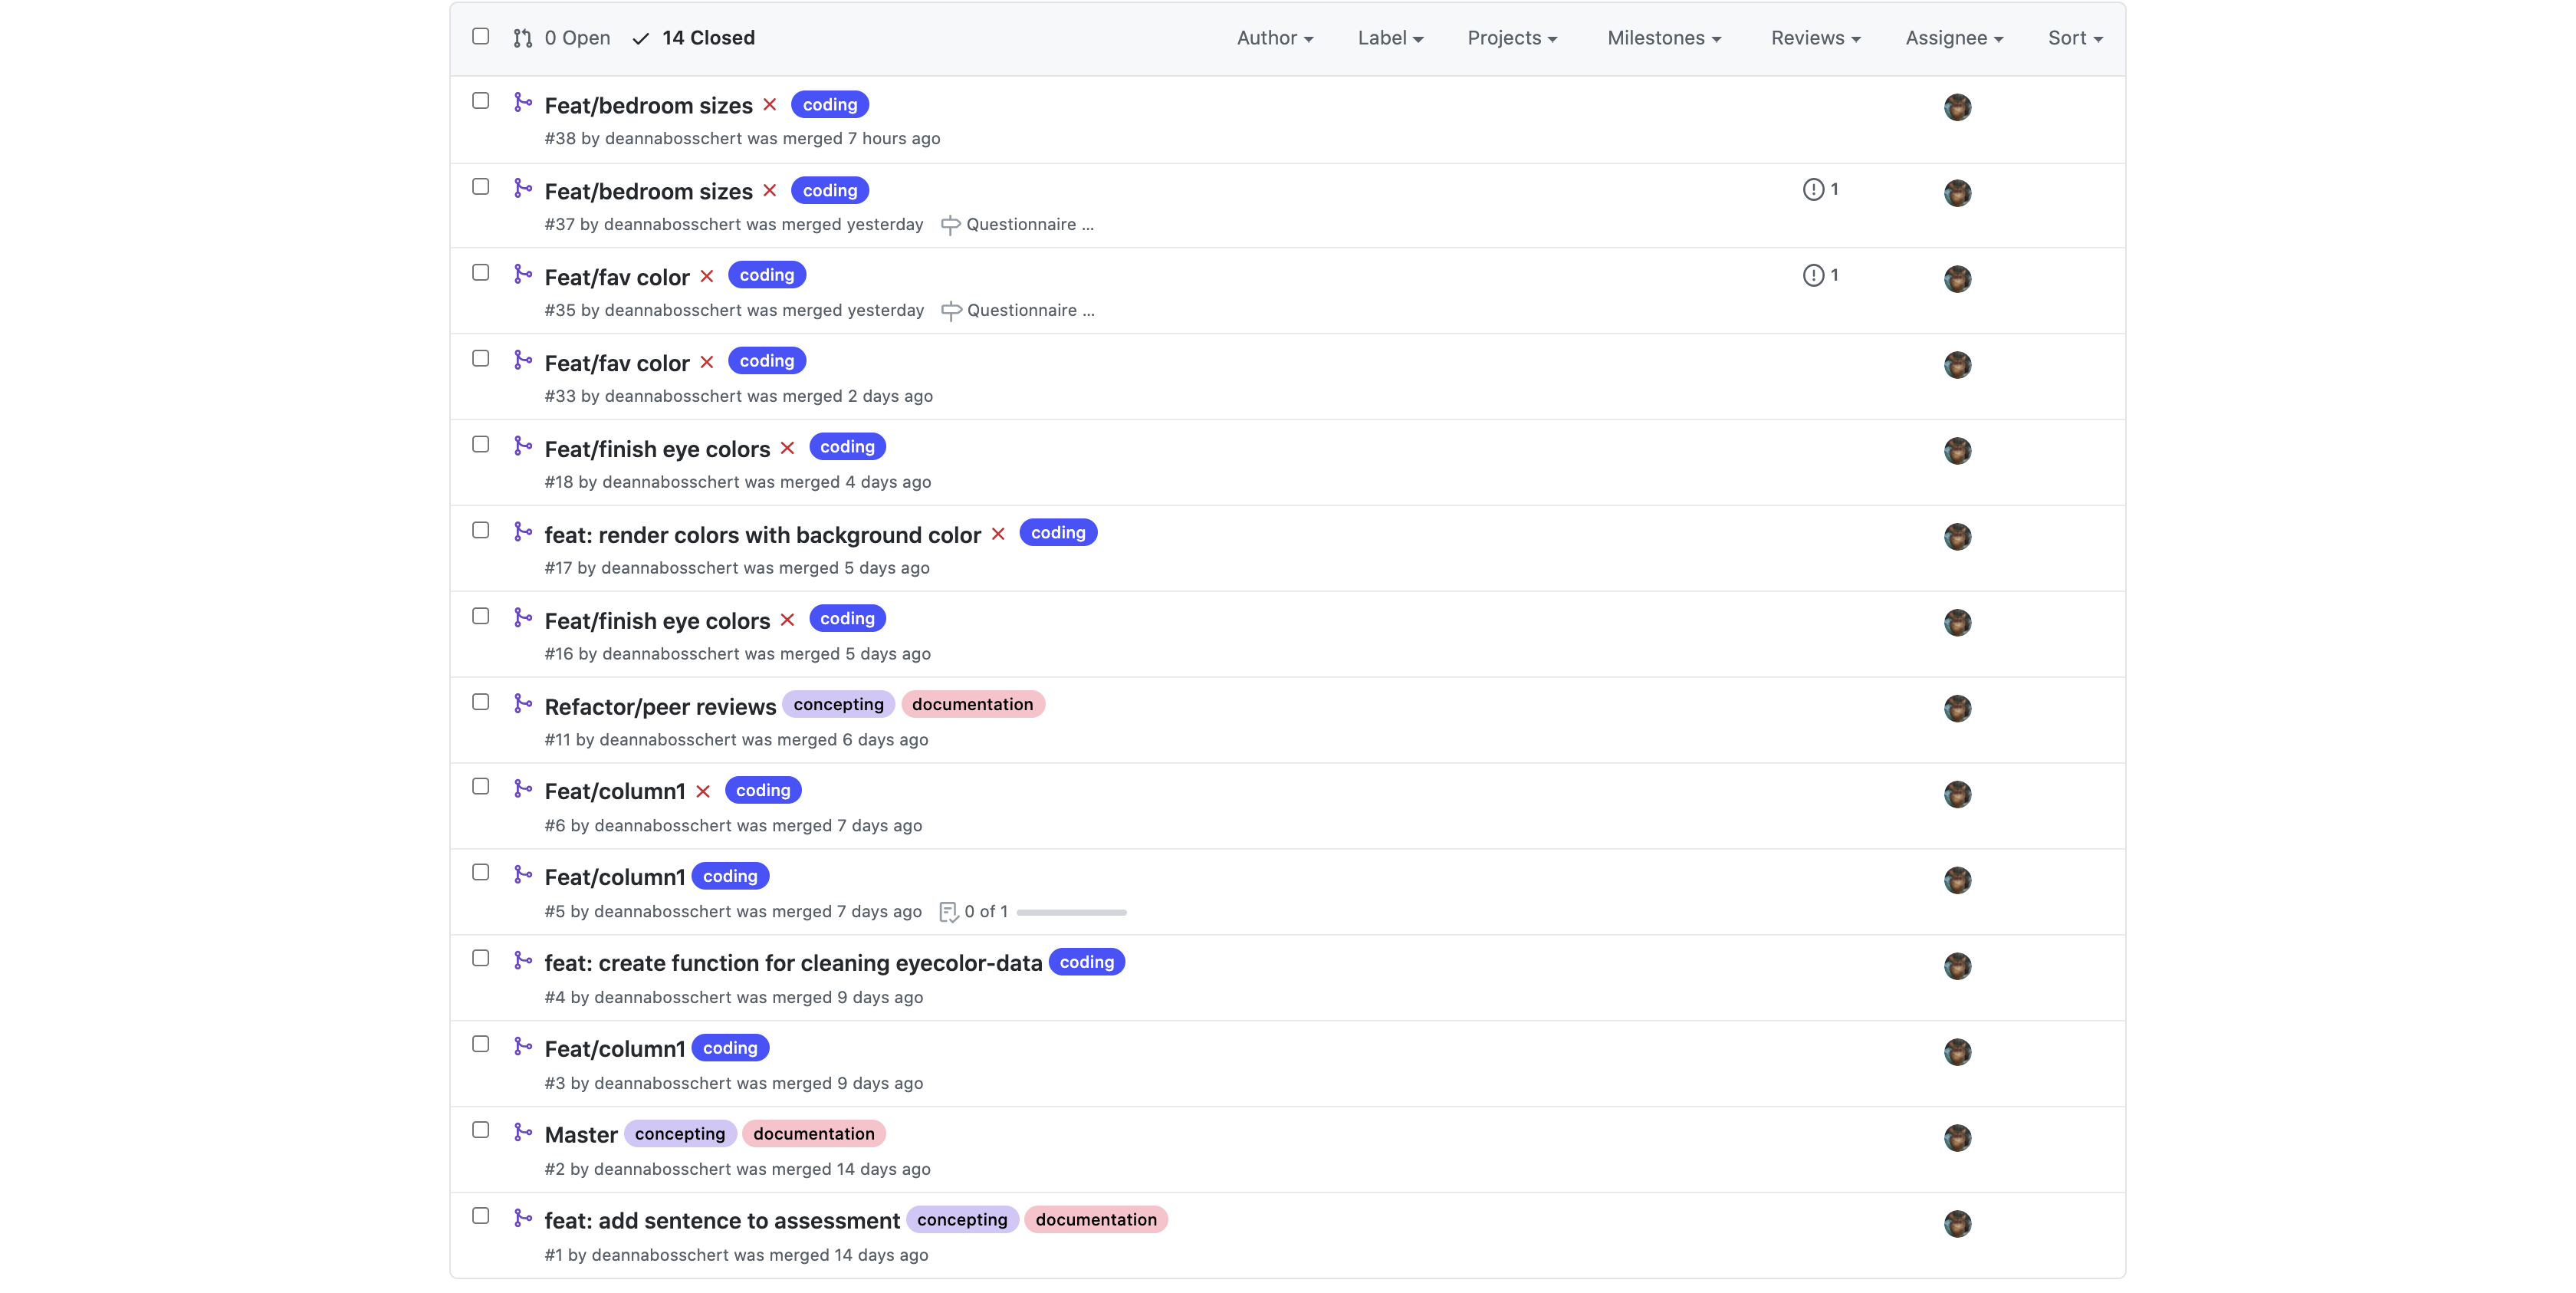 0 Open 14 Closed Author Label Projects Milestones Reviews Assignee Sort
Feat/bedroom sizes coding
#38 by deannabosschert was merged 7 hours ago
Feat/bedroom sizes coding 1
#37 by deannabosschert was merged yesterday Questionnaire ...
Feat/fav color coding 1
#35 by deannabosschert was merged yesterday Questionnaire ...
Feat/fav color coding
#33 by deannabosschert was merged 2 days ago
Feat/finish eye colors coding
#18 by deannabosschert was merged 4 days ago
feat: render colors with background color coding
#17 by deannabosschert was merged 5 days ago
Feat/finish eye colors coding
#16 by deannabosschert was merged 5 days ago
Refactor/peer reviews concepting documentation
#11 by deannabosschert was merged 6 days ago
Feat/column1 coding
#6 by deannabosschert was merged 7 days ago
Feat/column1 coding
#5 by deannabosschert was merged 7 days ago 0 of 1
feat: create function for cleaning eyecolor-data coding
#4 by deannabosschert was merged 9 days ago
Feat/column1 coding
#3 by deannabosschert was merged 9 days ago
Master concepting documentation
#2 by deannabosschert was merged 14 days ago
feat: add sentence to assessment concepting documentation
#1 by deannabosschert was merged 14 days ago